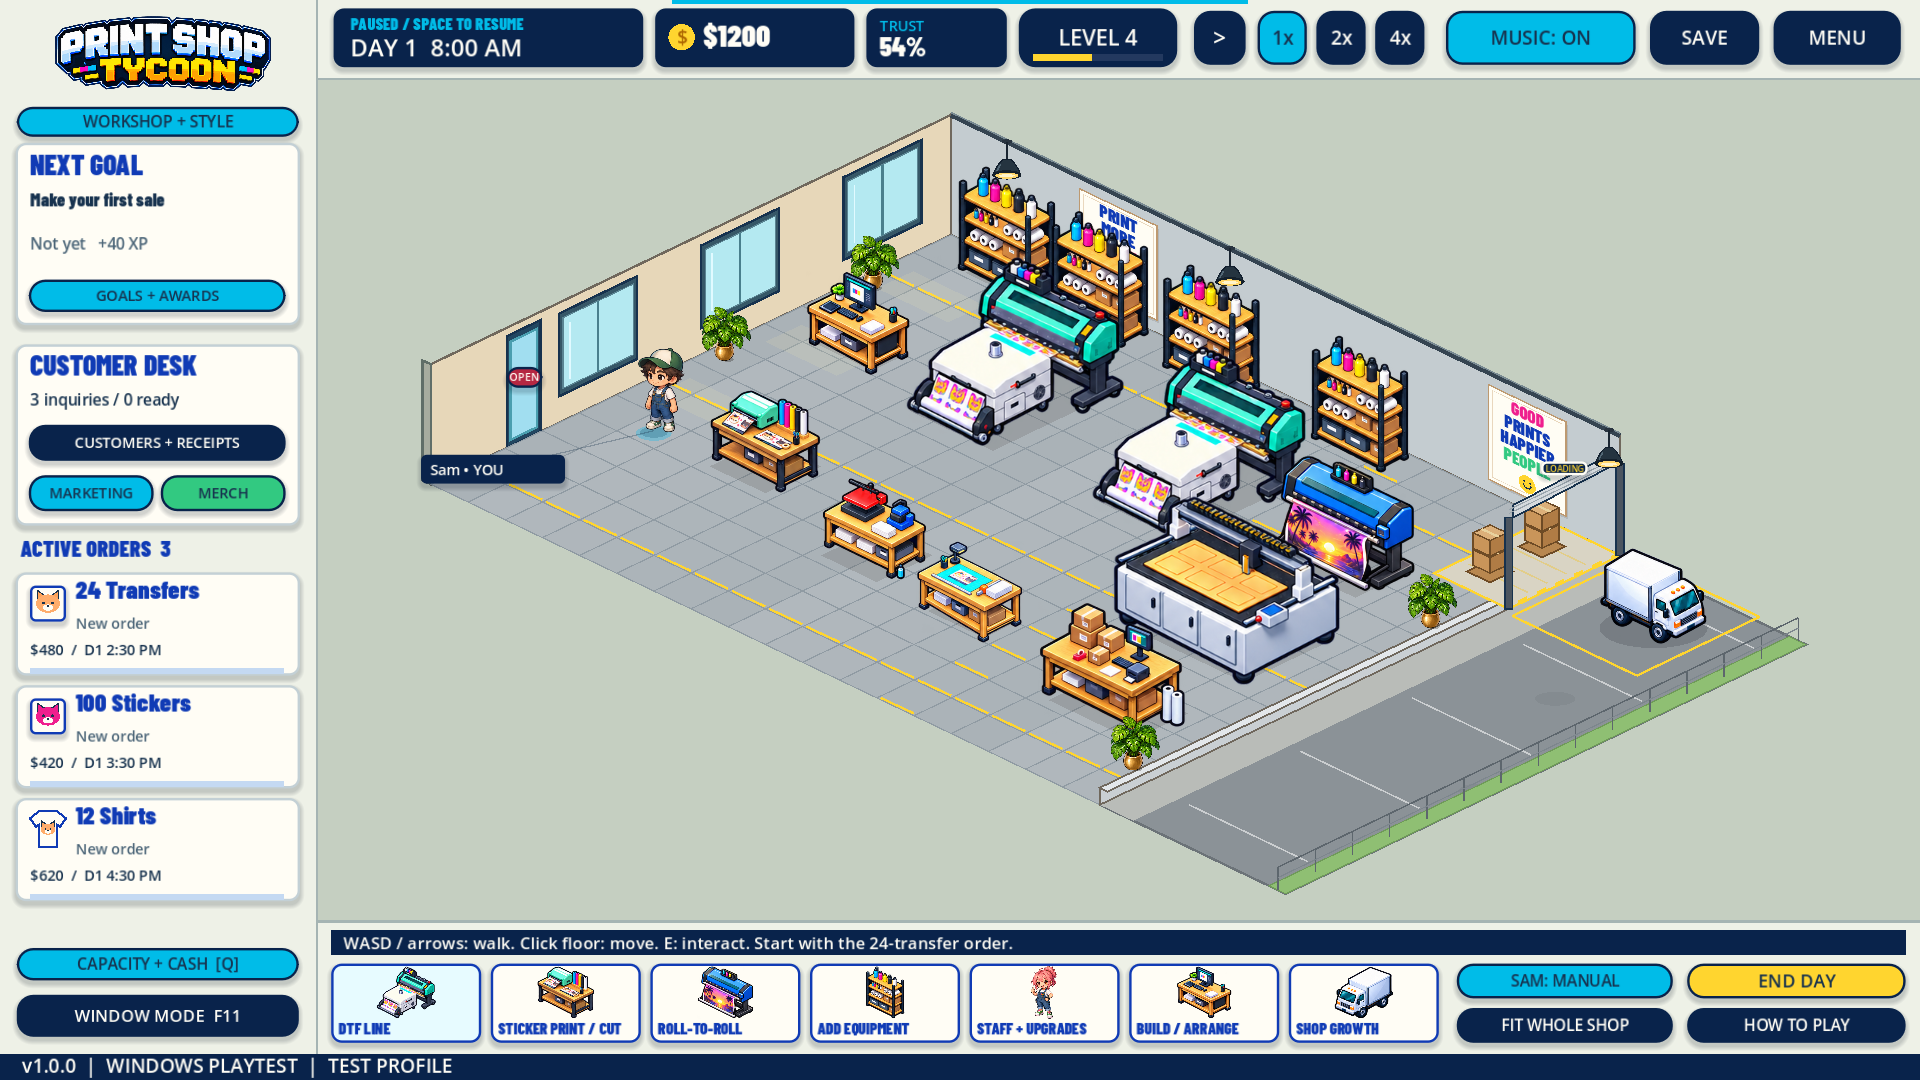 PRINT SHOP
TYCOON
WORKSHOP + STYLE
NEXT GOAL
Make your first sale
Not yet +40 XP
GOALS + AWARDS
CUSTOMER DESK
3 inquiries / 0 ready
CUSTOMERS + RECEIPTS
MARKETING
MERCH
ACTIVE ORDERS 3
24 Transfers
New order
$480 / D1 2:30 PM
100 Stickers
New order
$420 / D1 3:30 PM
12 Shirts
New order
$620 / D1 4:30 PM
CAPACITY + CASH [Q]
WINDOW MODE F11
PAUSED / SPACE TO RESUME
DAY 1 8:00 AM
$ $1200
TRUST
54%
LEVEL 4
>
1x
2x
4x
MUSIC: ON
SAVE
MENU
PRINT
MORE
OPEN
Sam • YOU
GOOD
PRINTS
HAPPIER
PEOPL
LOADING
WASD / arrows: walk. Click floor: move. E: interact. Start with the 24-transfer order.
DTF LINE
STICKER PRINT / CUT
ROLL-TO-ROLL
ADD EQUIPMENT
STAFF + UPGRADES
BUILD / ARRANGE
SHOP GROWTH
SAM: MANUAL
END DAY
FIT WHOLE SHOP
HOW TO PLAY
v1.0.0 | WINDOWS PLAYTEST | TEST PROFILE